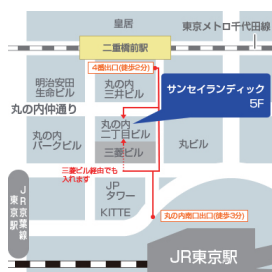 皇居
東京メトロ千代田線
二重橋前駅
4番出口(徒歩2分)
明治安田
生命ビル
丸の内
三井ビル
サンセイランディック
5F
丸の内仲通り
丸の内
パークビル
丸の内
二丁目ビル
丸ビル
三菱ビル
三菱ビル経由でも
入れます
JR京葉線
東京駅
JP
タワー
KITTE
丸の内南口出口(徒歩3分)
JR東京駅